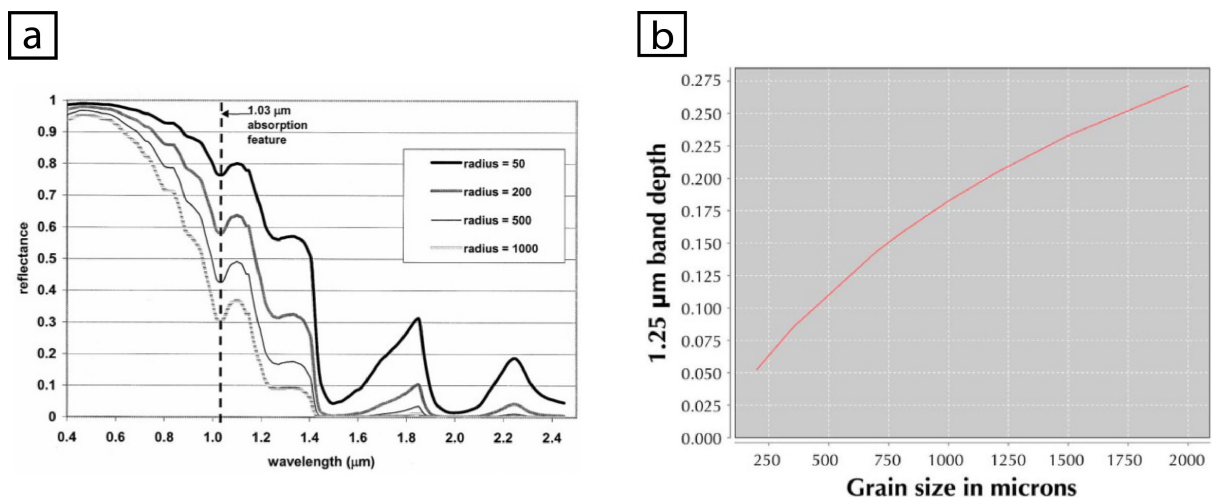 a
1
0.9
0.8
0.7
0.6
0.5
0.4
0.3
0.2
0.1
0
reflectance
1.03 μm
absorption
feature
radius = 50
radius = 200
radius = 500
radius = 1000
0.4 0.6 0.8 1.0 1.2 1.4 1.6 1.8 2.0 2.2 2.4
wavelength (μm)
b
0.275
0.250
0.225
0.200
0.175
0.150
0.125
0.100
0.075
0.050
0.025
0.000
1.25 μm band depth
250 500 750 1000 1250 1500 1750 2000
Grain size in microns